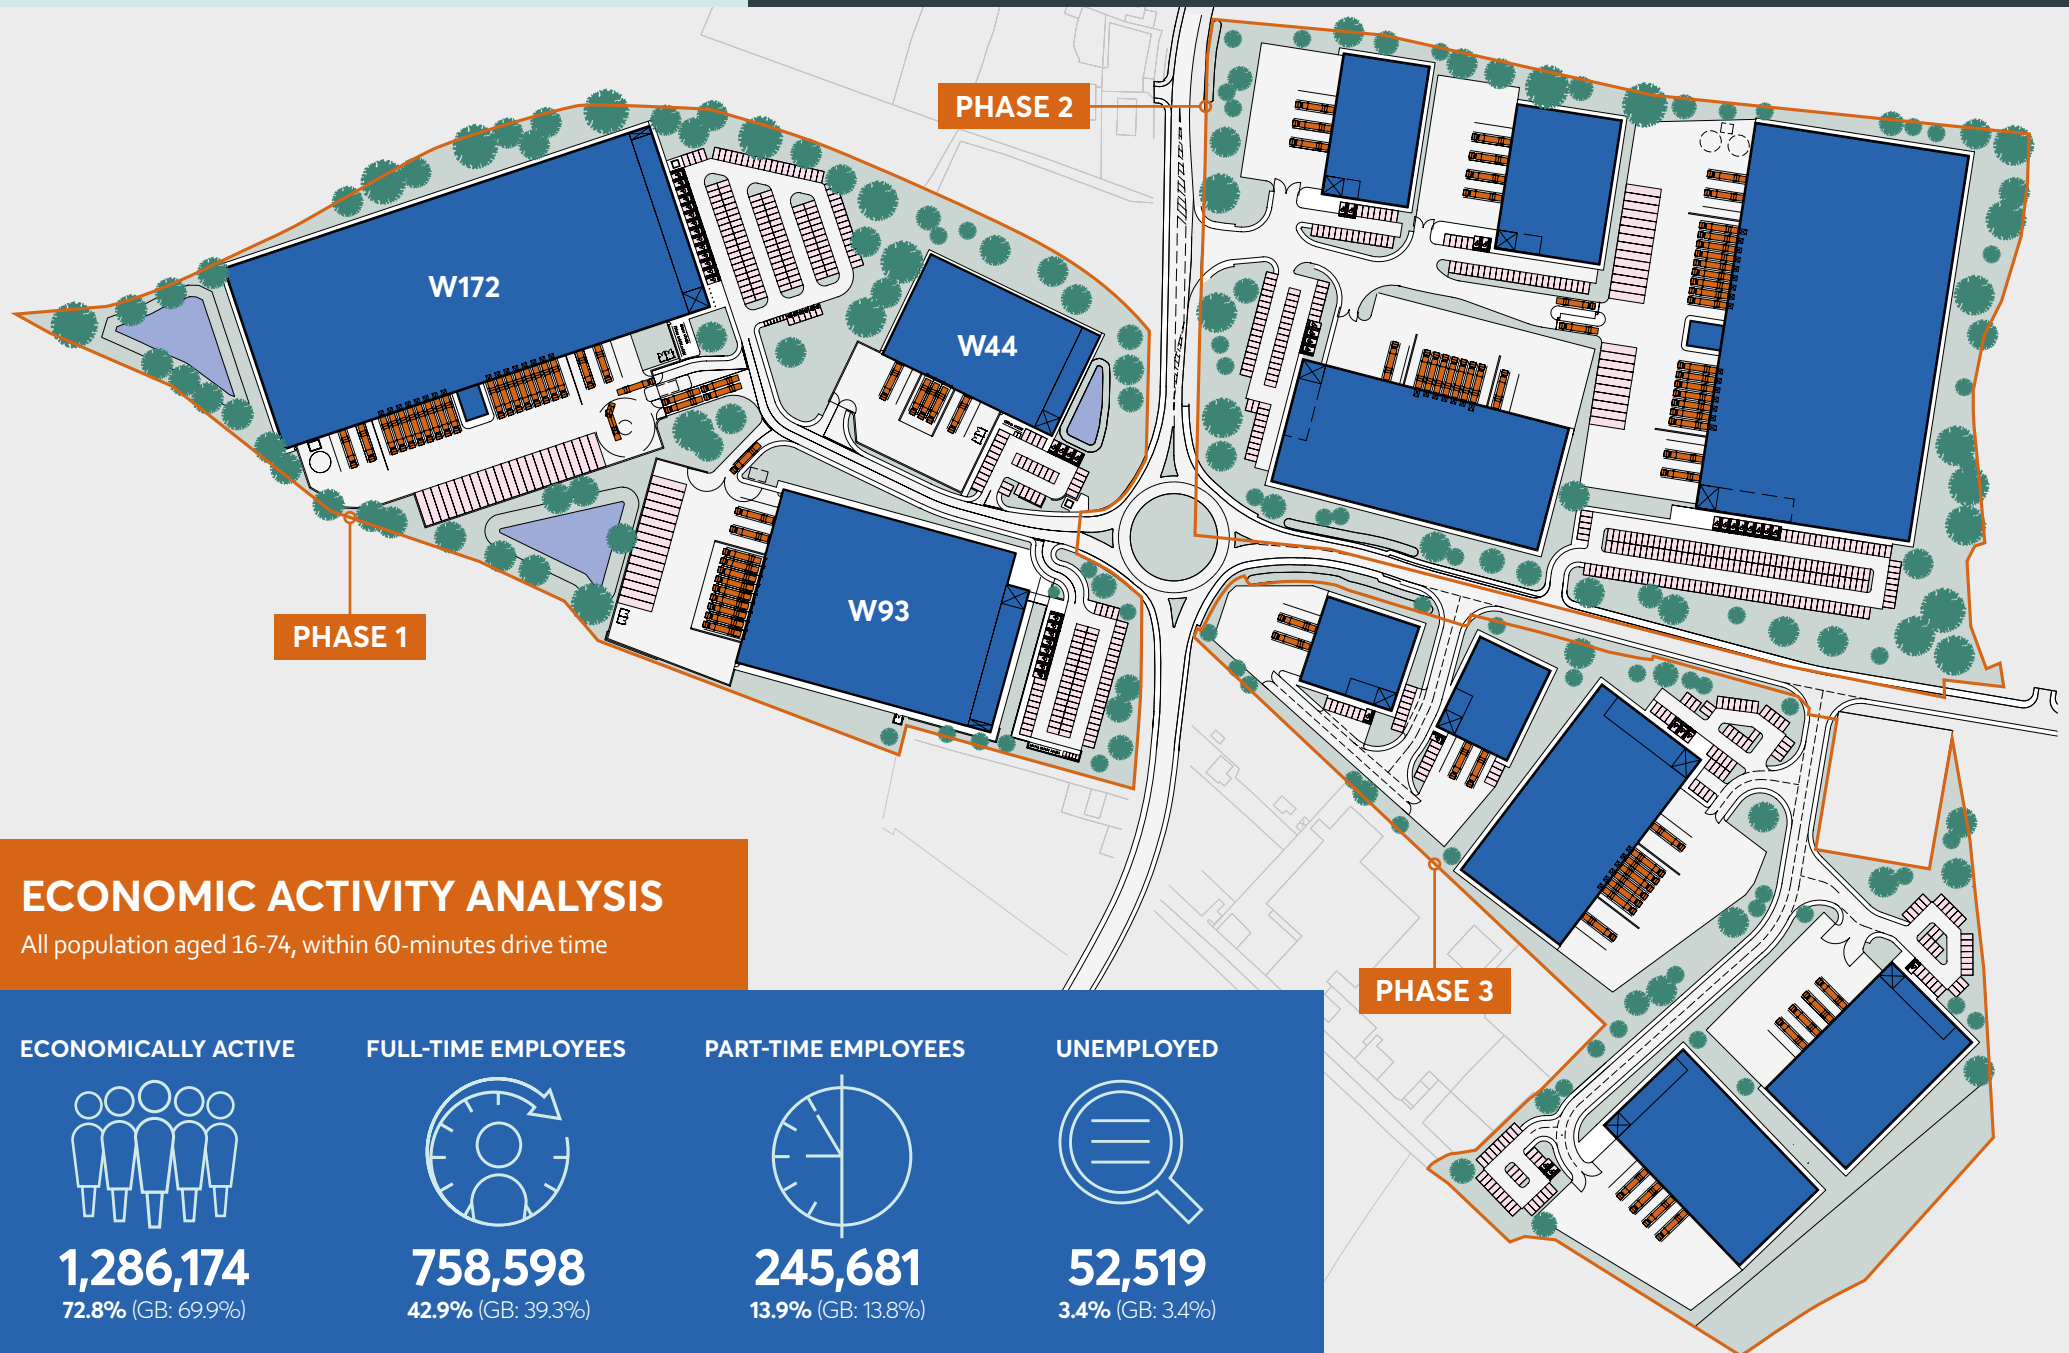 PHASE 2
W172
W44
W93
PHASE 1
PHASE 3
ECONOMIC ACTIVITY ANALYSIS
All population aged 16-74, within 60-minutes drive time
ECONOMICALLY ACTIVE
1,286,174
72.8% (GB: 69.9%)
FULL-TIME EMPLOYEES
758,598
42.9% (GB: 39.3%)
PART-TIME EMPLOYEES
245,681
13.9% (GB: 13.8%)
UNEMPLOYED
52,519
3.4% (GB: 3.4%)